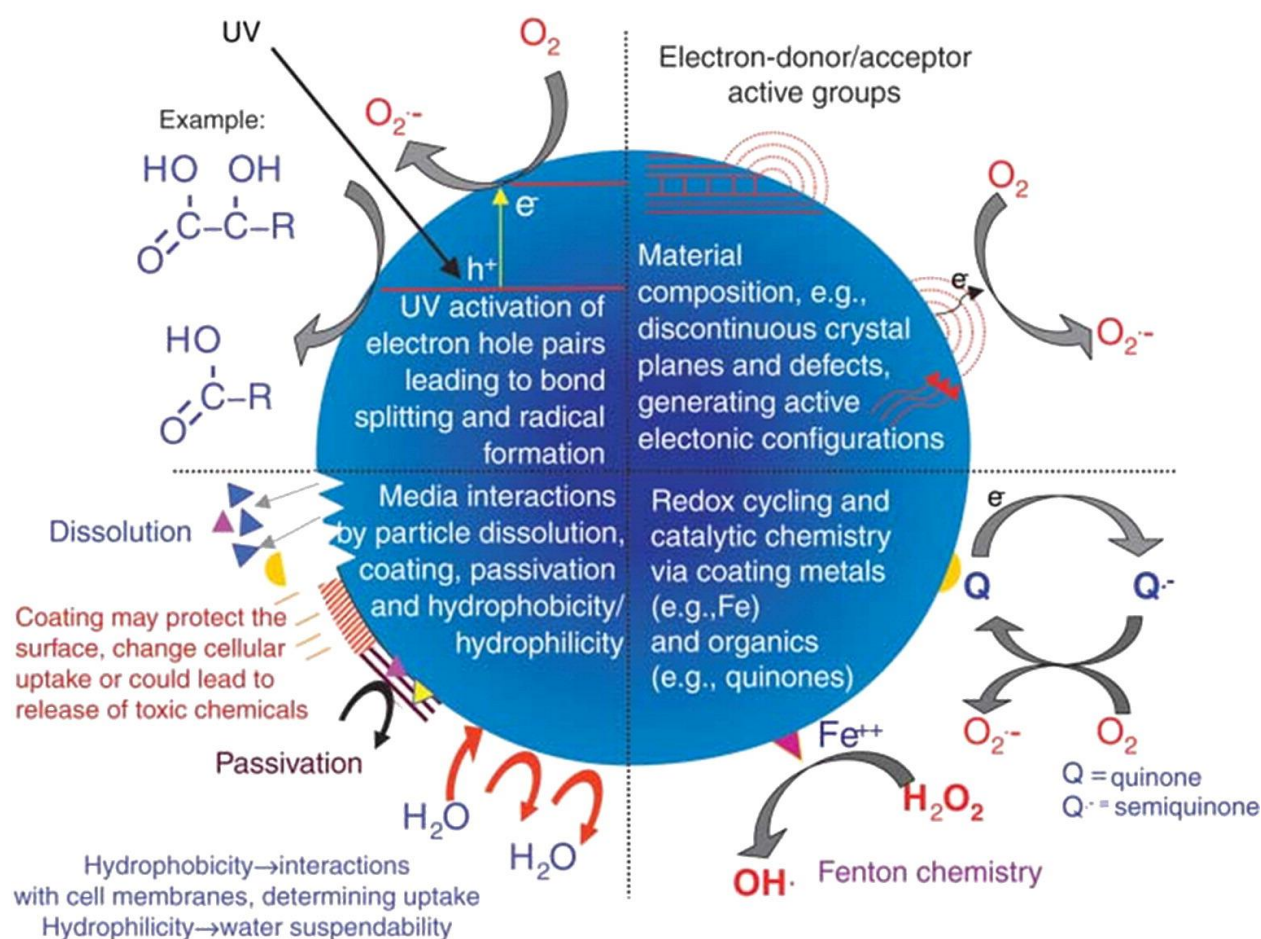 UV
O2
O2·-
e-
h+
Example:
HO OH
C–C–R
O
HO
C–R
O
UV activation of
electron hole pairs
leading to bond
splitting and radical
formation
Electron-donor/acceptor
active groups
O2
e-
O2·-
Material
composition, e.g.,
discontinuous crystal
planes and defects,
generating active
electonic configurations
Dissolution
Media interactions
by particle dissolution,
coating, passivation
and hydrophobicity/
hydrophilicity
Coating may protect the
surface, change cellular
uptake or could lead to
release of toxic chemicals
Passivation
H2O
H2O
Hydrophobicity→interactions
with cell membranes, determining uptake
Hydrophilicity→water suspendability
Redox cycling and
catalytic chemistry
via coating metals
(e.g.,Fe)
and organics
(e.g., quinones)
e-
Q
Q·-
O2·-
O2
Q = quinone
Q·- = semiquinone
Fe++
H2O2
OH·
Fenton chemistry